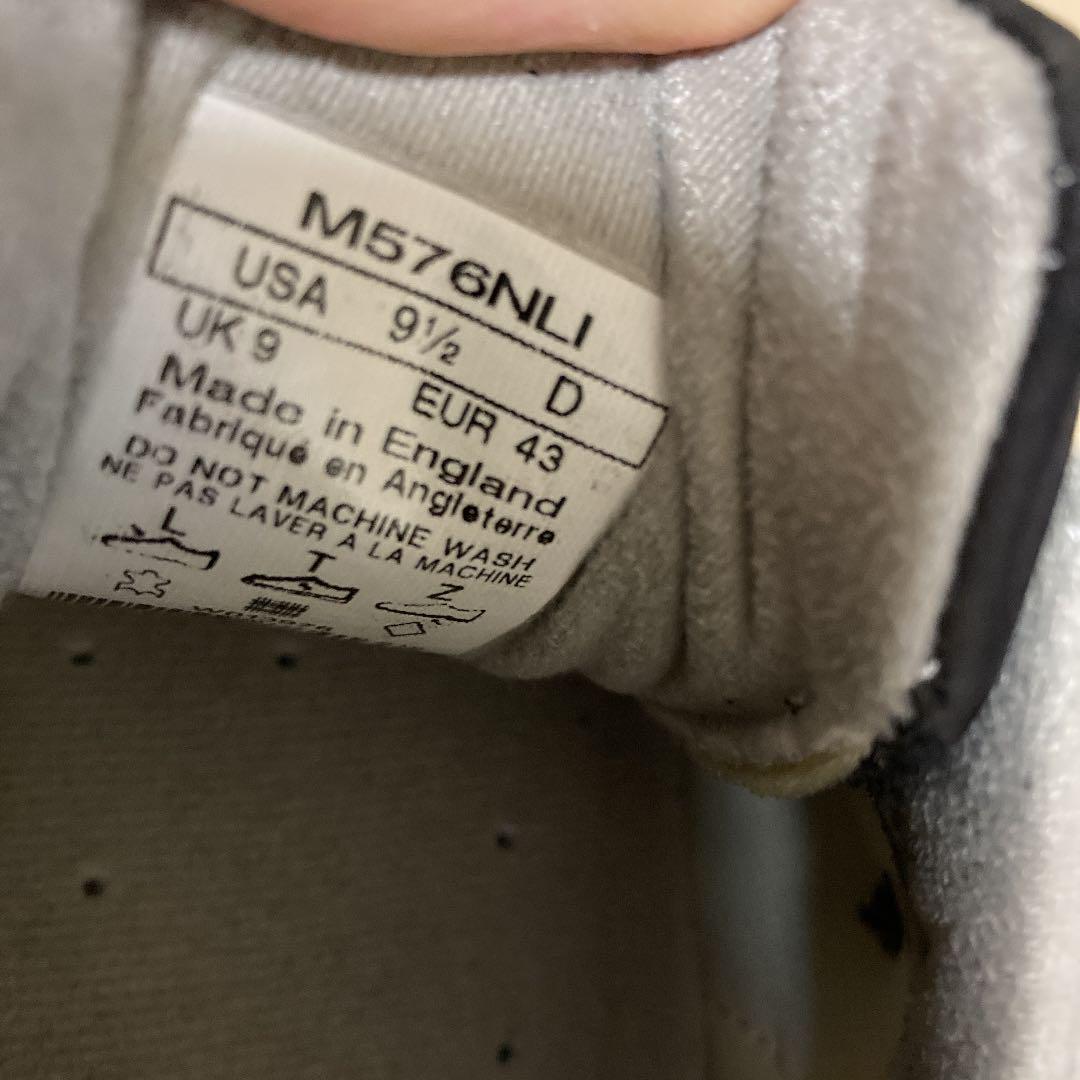 M576NLI
USA 9½ D
UK 9 EUR 43
Made in England
Fabriqué en Angleterre
DO NOT MACHINE WASH
NE PAS LAVER A LA MACHINE
L T Z